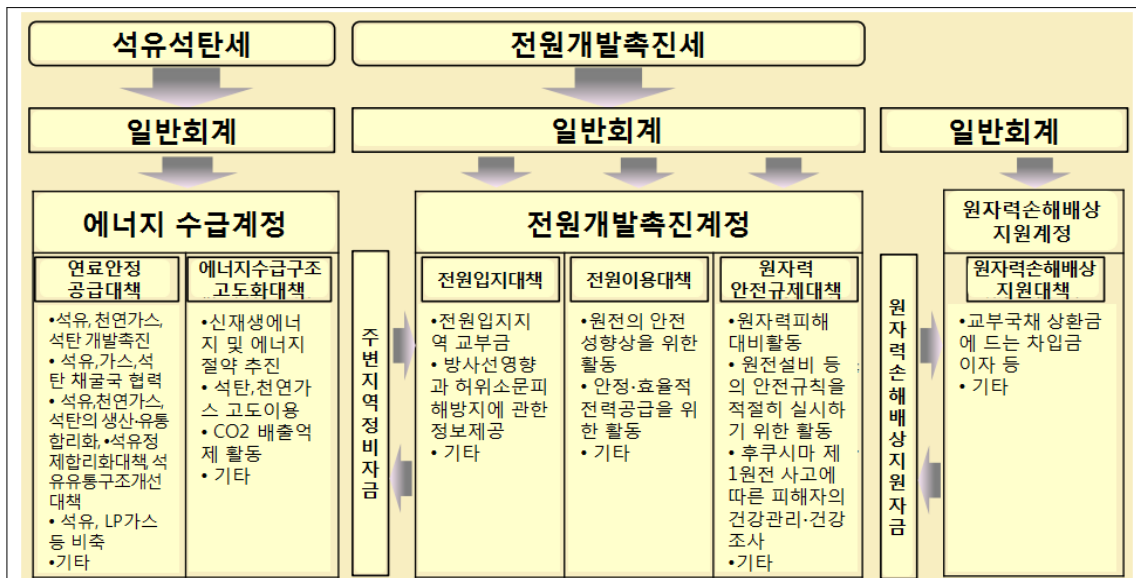 석유석탄세
전원개발촉진세
일반회계
일반회계
일반회계
에너지 수급계정
연료안정
공급대책
•석유,천연가스,
석탄 개발촉진
• 석유,가스,석
탄 채굴국 협력
• 석유,천연가스,
석탄의 생산·유통
합리화, •석유정
제합리화대책, 석
유유통구조개선
대책
• 석유, LP가스
등 비축
•기타
에너지수급구조
고도화대책
•신재생에너
지 및 에너지
절약 추진
• 석탄,천연가
스 고도이용
• CO2 배출억
제 활동
• 기타
주변지역정비자금
전원개발촉진계정
전원입지대책
•전원입지지
역 교부금
• 방사선영향
과 허위소문피
해방지에 관한
정보제공
• 기타
전원이용대책
•원전의 안전
성향상을 위한
활동
• 안정·효율적
전력공급을 위
한 활동
• 기타
원자력
안전규제대책
•원자력피해
대비활동
• 원전설비 등
의 안전규칙을
적절히 실시하
기 위한 활동
• 후쿠시마 제
1원전 사고에
따른 피해자의
건강관리·건강
조사
•기타
원자력손해배상지원자금
원자력손해배상
지원계정
원자력손해배상
지원대책
•교부국채 상환금
에 드는 차입금
이자 등
• 기타